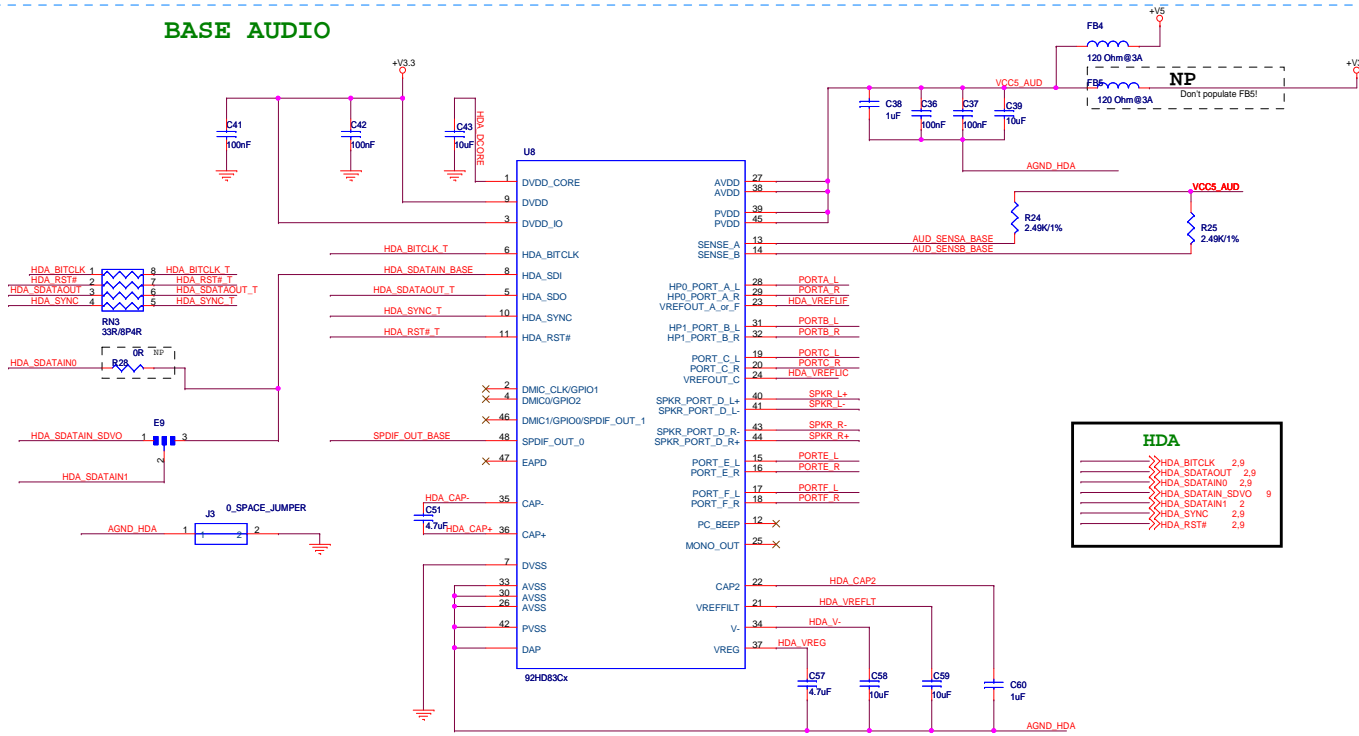 BASE AUDIO
+V5
FB4
120 Ohm@3A
+V3.3
VCC5_AUD
FB5
NP
Don't populate FB5!
120 Ohm@3A
C41
100nF
C42
100nF
C43
10uF
HDA_DCORE
C38
1uF
C36
100nF
C37
100nF
C39
10uF
AGND_HDA
U8
1 DVDD_CORE
9 DVDD
3 DVDD_IO
HDA_BITCLK_T 6 HDA_BITCLK
HDA_SDATAIN_BASE 8 HDA_SDI
HDA_SDATAOUT_T 5 HDA_SDO
HDA_SYNC_T 10 HDA_SYNC
HDA_RST#_T 11 HDA_RST#
2 DMIC_CLK/GPIO1
4 DMIC0/GPIO2
46 DMIC1/GPIO0/SPDIF_OUT_1
SPDIF_OUT_BASE 48 SPDIF_OUT_0
47 EAPD
HDA_CAP- 35 CAP-
C51
4.7uF
HDA_CAP+ 36 CAP+
7 DVSS
33 AVSS
30 AVSS
26 AVSS
42 PVSS
DAP
92HD83Cx
AVDD 27
AVDD 38
PVDD 39
PVDD 45
SENSE_A 13 AUD_SENSA_BASE
SENSE_B 14 AUD_SENSB_BASE
VCC5_AUD
R24
2.49K/1%
R25
2.49K/1%
HP0_PORT_A_L 28 PORTA_L
HP0_PORT_A_R 29 PORTA_R
VREFOUT_A_or_F 23 HDA_VREFLIF
HP1_PORT_B_L 31 PORTB_L
HP1_PORT_B_R 32 PORTB_R
PORT_C_L 19 PORTC_L
PORT_C_R 20 PORTC_R
VREFOUT_C 24 HDA_VREFLIC
SPKR_PORT_D_L+ 40 SPKR_L+
SPKR_PORT_D_L- 41 SPKR_L-
SPKR_PORT_D_R- 43 SPKR_R-
SPKR_PORT_D_R+ 44 SPKR_R+
PORT_E_L 15 PORTE_L
PORT_E_R 16 PORTE_R
PORT_F_L 17 PORTF_L
PORT_F_R 18 PORTF_R
PC_BEEP 12
MONO_OUT 25
CAP2 22 HDA_CAP2
VREFFILT 21 HDA_VREFLT
V- 34 HDA_V-
VREG 37 HDA_VREG
C57
4.7uF
C58
10uF
C59
10uF
C60
1uF
AGND_HDA
HDA_BITCLK 1 8 HDA_BITCLK_T
HDA_RST# 2 7 HDA_RST#_T
HDA_SDATAOUT 3 6 HDA_SDATAOUT_T
HDA_SYNC 4 5 HDA_SYNC_T
RN3
33R/8P4R
0R NP
HDA_SDATAIN0 R28
E9
HDA_SDATAIN_SDVO 1 3
2
HDA_SDATAIN1
J3 0_SPACE_JUMPER
AGND_HDA 1 1 2 2
HDA
HDA_BITCLK 2,9
HDA_SDATAOUT 2,9
HDA_SDATAIN0 2,9
HDA_SDATAIN_SDVO 9
HDA_SDATAIN1 2
HDA_SYNC 2,9
HDA_RST# 2,9